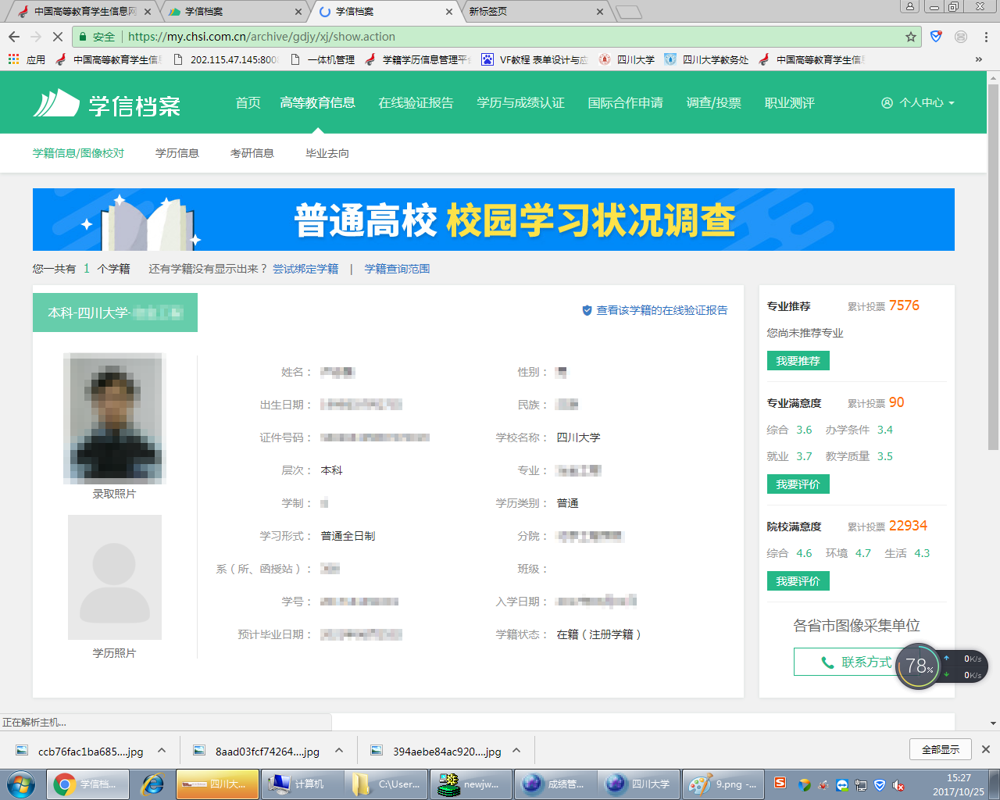 中国高等教育学生信息网
学信档案
学信档案
新标签页
安全 https://my.chsi.com.cn/archive/gdjy/xj/show.action
应用 中国高等教育学生信息 202.115.47.145:800 一体机管理 学籍学历信息管理平台 VF教程 表单设计与应 四川大学 四川大学教务处 中国高等教育学生信息 »
学信档案 首页 高等教育信息 在线验证报告 学历与成绩认证 国际合作申请 调查/投票 职业测评 个人中心
学籍信息/图像校对 学历信息 考研信息 毕业去向
普通高校 校园学习状况调查
您一共有 1 个学籍 还有学籍没有显示出来？ 尝试绑定学籍 | 学籍查询范围
本科-四川大学-
查看该学籍的在线验证报告
录取照片
学历照片
姓名： 性别：
出生日期： 民族：
证件号码： 学校名称： 四川大学
层次： 本科 专业：
学制： 学历类别： 普通
学习形式： 普通全日制 分院：
系（所、函授站）： 班级：
学号： 入学日期：
预计毕业日期： 学籍状态： 在籍（注册学籍）
专业推荐 累计投票 7576
您尚未推荐专业
我要推荐
专业满意度 累计投票 90
综合 3.6 办学条件 3.4
就业 3.7 教学质量 3.5
我要评价
院校满意度 累计投票 22934
综合 4.6 环境 4.7 生活 4.3
我要评价
各省市图像采集单位
联系方式
78%
0K/s
0K/s
正在解析主机...
ccb76fac1ba685....jpg 8aad03fcf74264....jpg 394aebe84ac920....jpg 全部显示
学信档... 四川大... 计算机 C:\User... newjw... 成绩管... 四川大学 9.png -...
15:27
2017/10/25